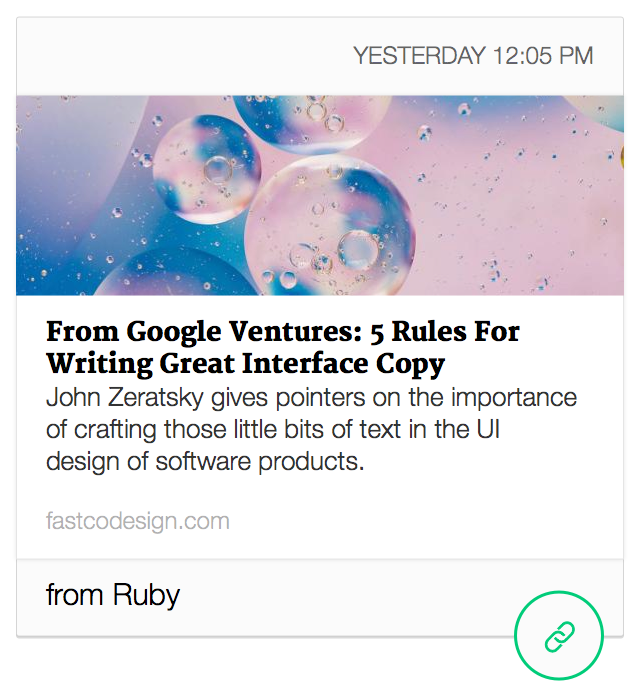 YESTERDAY 12:05 PM
From Google Ventures: 5 Rules For
Writing Great Interface Copy
John Zeratsky gives pointers on the importance
of crafting those little bits of text in the UI
design of software products.
fastcodesign.com
from Ruby